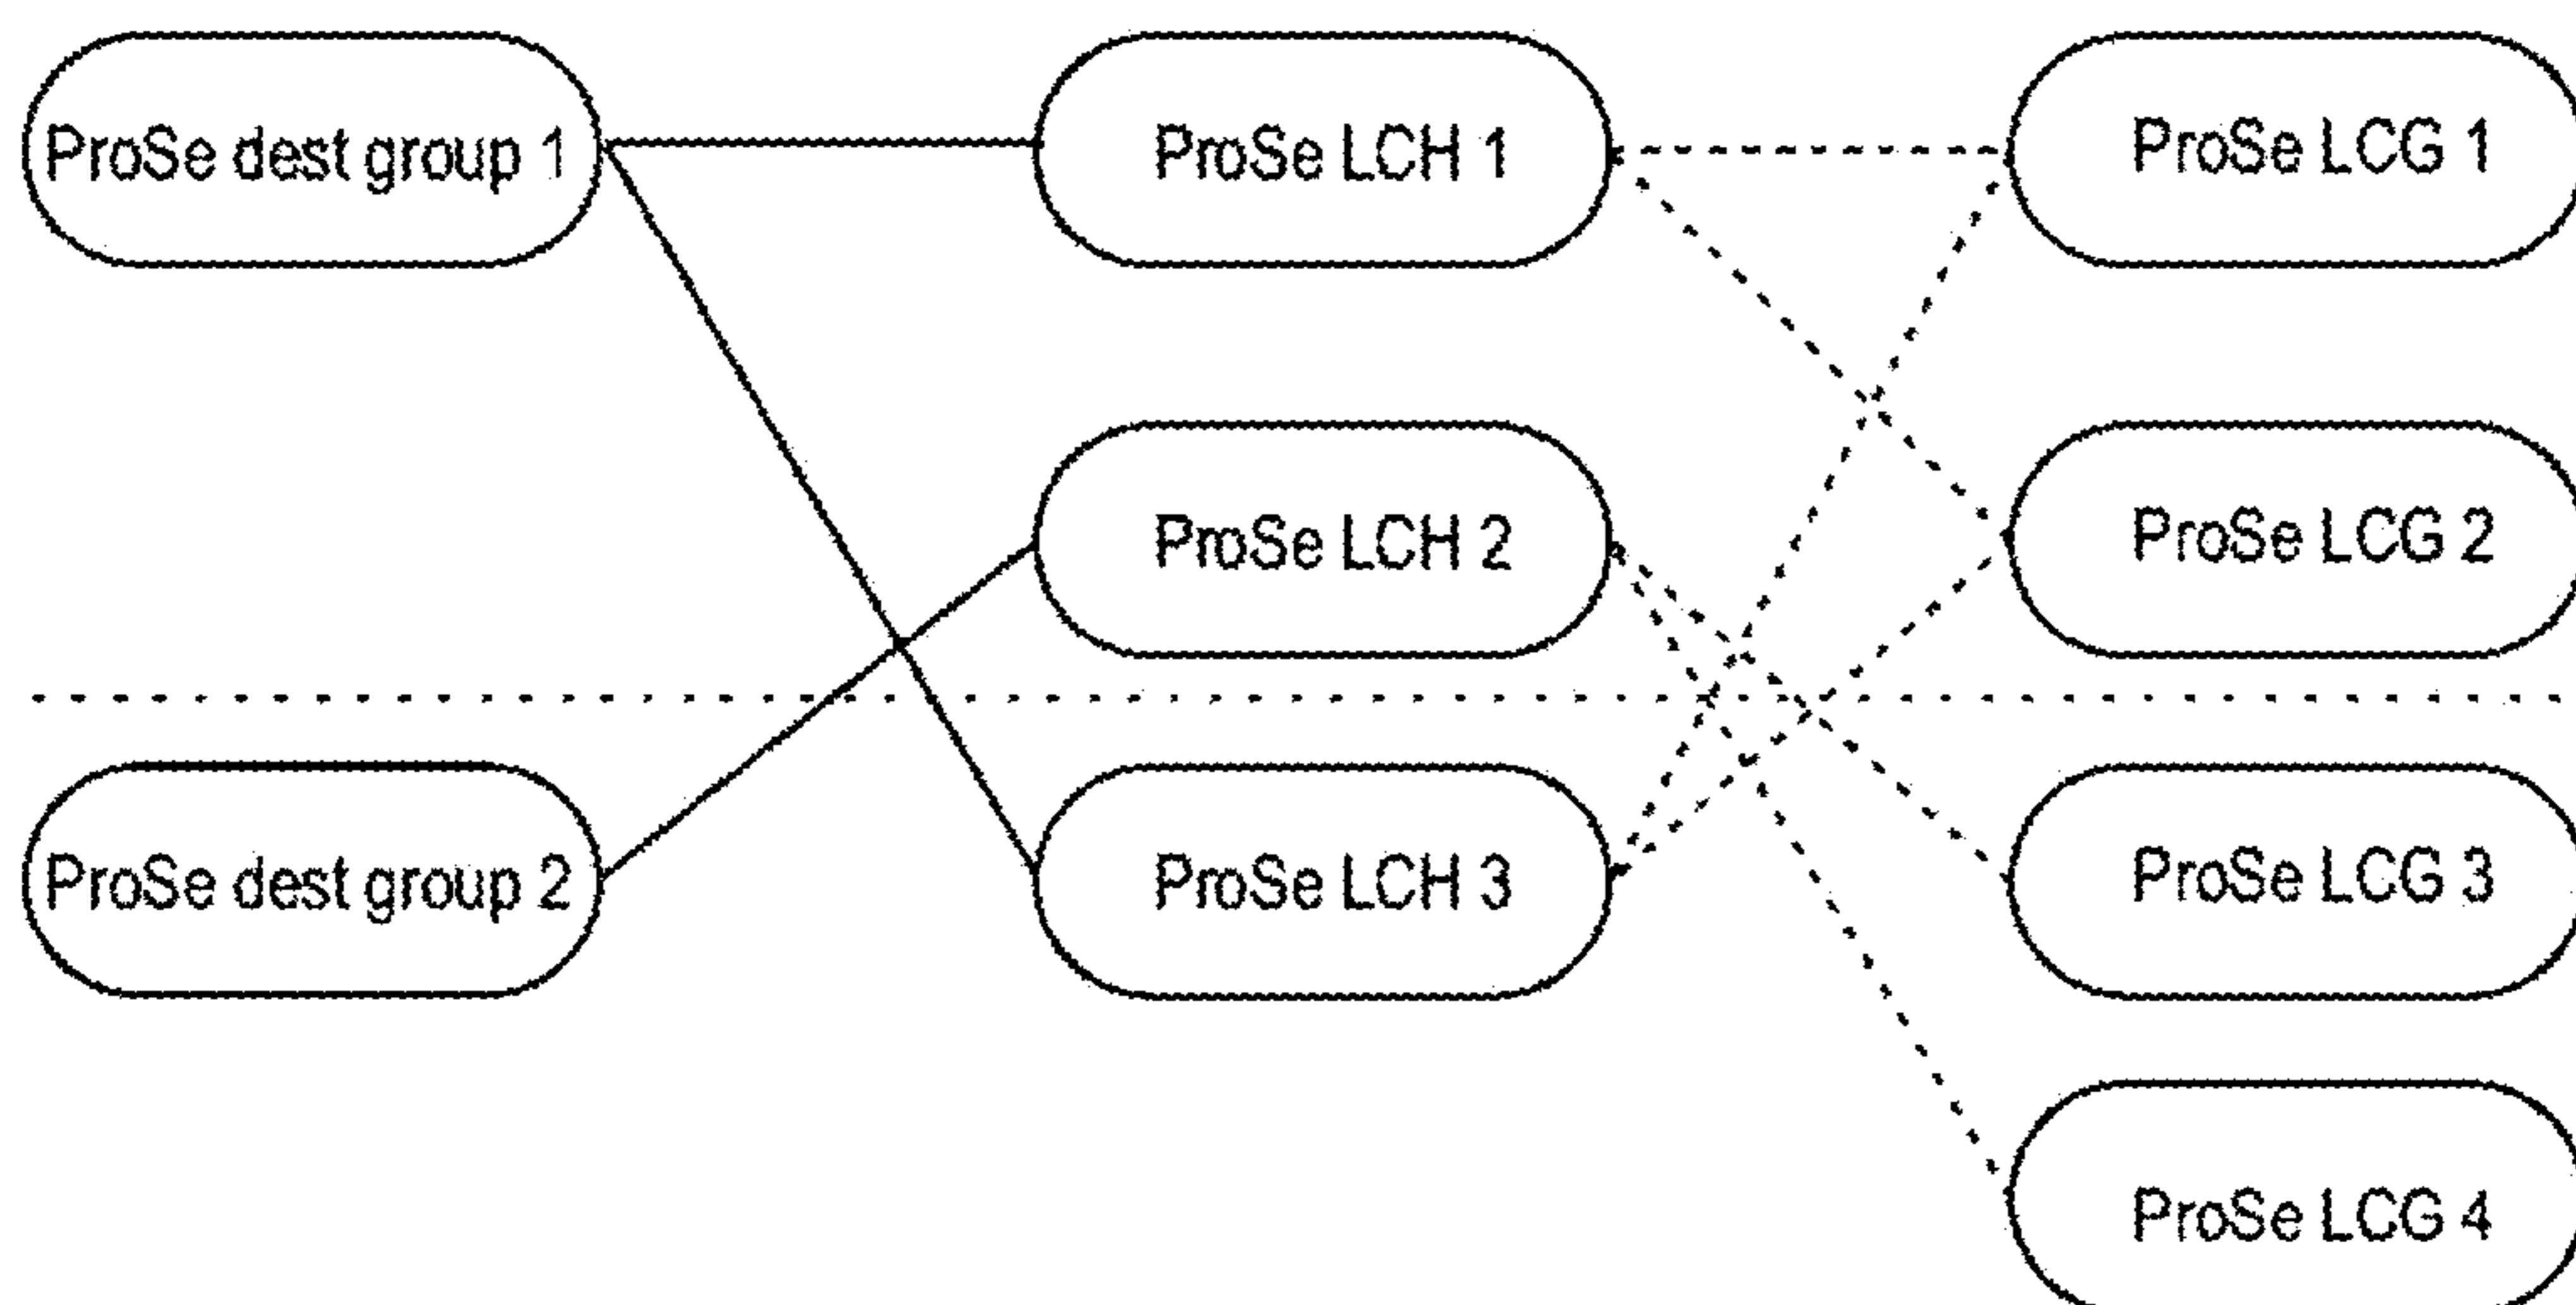 ProSe dest group 1
ProSe LCH 1
ProSe LCG 1
ProSe LCH 2
ProSe LCG 2
ProSe dest group 2
ProSe LCH 3
ProSe LCG 3
ProSe LCG 4